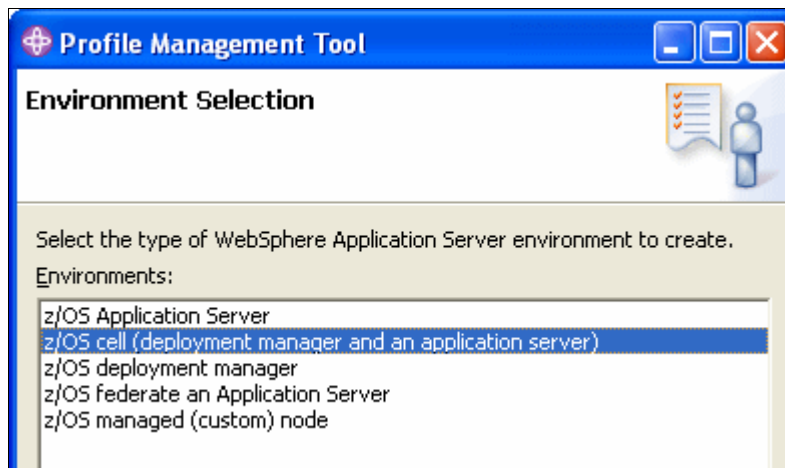 Profile Management Tool
Environment Selection
Select the type of WebSphere Application Server environment to create.
Environments:
z/OS Application Server
z/OS cell (deployment manager and an application server)
z/OS deployment manager
z/OS federate an Application Server
z/OS managed (custom) node